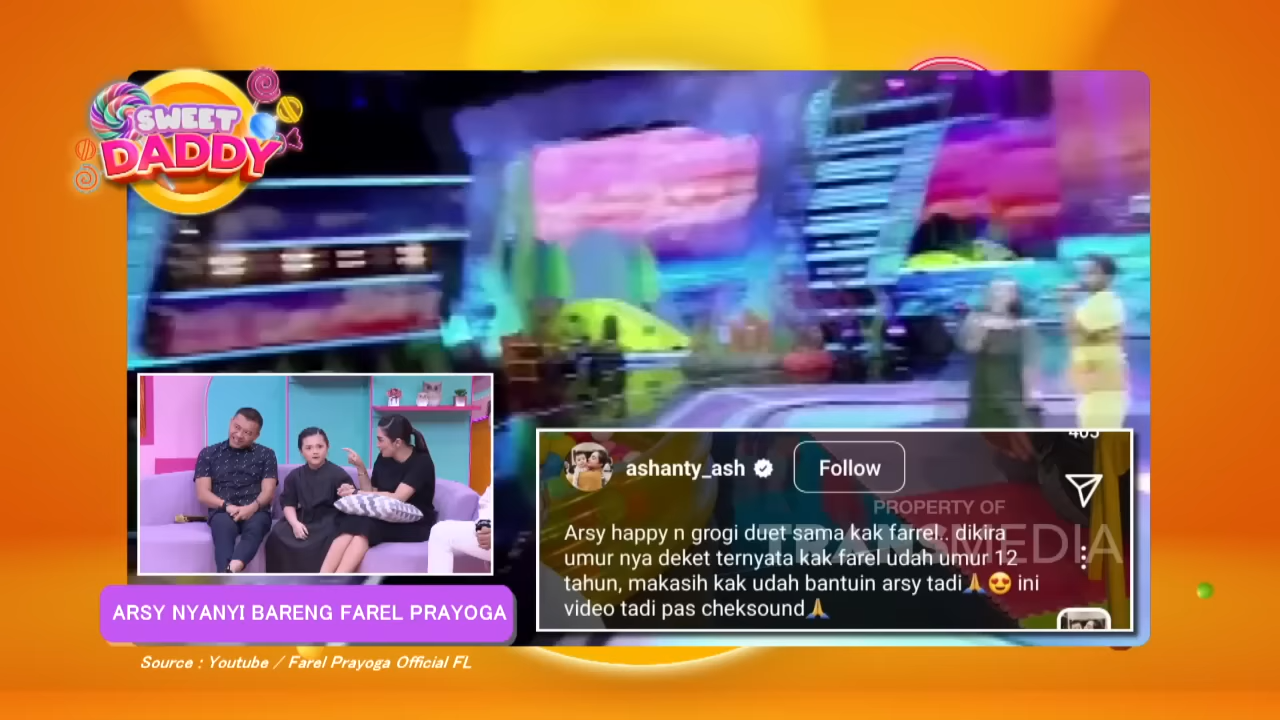 SWEET
DADDY
405
ashanty_ash
Follow
PROPERTY OF
TRANSMEDIA
Arsy happy n grogi duet sama kak farrel.. dikira
umur nya deket ternyata kak farel udah umur 12
tahun, makasih kak udah bantuin arsy tadi🙏😍 ini
video tadi pas cheksound🙏
ARSY NYANYI BARENG FAREL PRAYOGA
Source : Youtube / Farel Prayoga Official FL